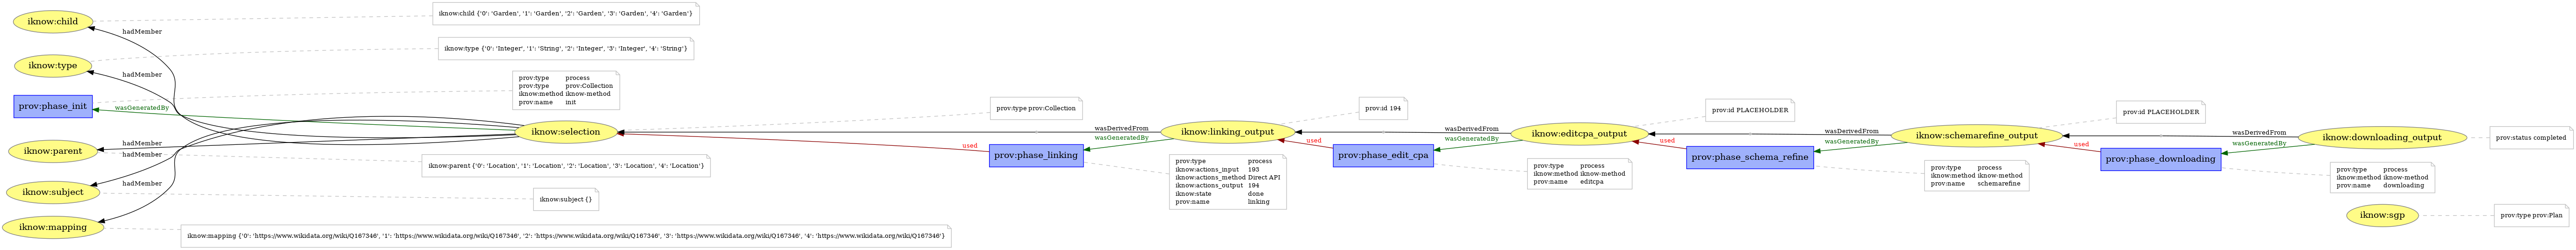 iknow:child
iknow:child {'0': 'Garden', '1': 'Garden', '2': 'Garden', '3': 'Garden', '4': 'Garden'}
hadMember
iknow:type
iknow:type {'0': 'Integer', '1': 'String', '2': 'Integer', '3': 'Integer', '4': 'String'}
hadMember
prov:phase_init
wasGeneratedBy
prov:type process
prov:type prov:Collection
iknow:method iknow-method
prov:name init
iknow:parent
hadMember
iknow:parent {'0': 'Location', '1': 'Location', '2': 'Location', '3': 'Location', '4': 'Location'}
iknow:subject
hadMember
iknow:subject {}
iknow:mapping
hadMember
iknow:mapping {'0': 'https://www.wikidata.org/wiki/Q167346', '1': 'https://www.wikidata.org/wiki/Q167346', '2': 'https://www.wikidata.org/wiki/Q167346', '3': 'https://www.wikidata.org/wiki/Q167346', '4': 'https://www.wikidata.org/wiki/Q167346'}
iknow:selection
prov:type prov:Collection
used
prov:phase_linking
wasDerivedFrom
wasGeneratedBy
prov:type process
iknow:actions_input 193
iknow:actions_method Direct API
iknow:actions_output 194
iknow:state done
prov:name linking
iknow:linking_output
prov:id 194
used
prov:phase_edit_cpa
wasDerivedFrom
wasGeneratedBy
prov:type process
iknow:method iknow-method
prov:name editcpa
iknow:editcpa_output
prov:id PLACEHOLDER
used
prov:phase_schema_refine
wasDerivedFrom
wasGeneratedBy
prov:type process
iknow:method iknow-method
prov:name schemarefine
iknow:schemarefine_output
prov:id PLACEHOLDER
used
prov:phase_downloading
wasDerivedFrom
wasGeneratedBy
prov:type process
iknow:method iknow-method
prov:name downloading
iknow:downloading_output
prov:status completed
iknow:sgp
prov:type prov:Plan